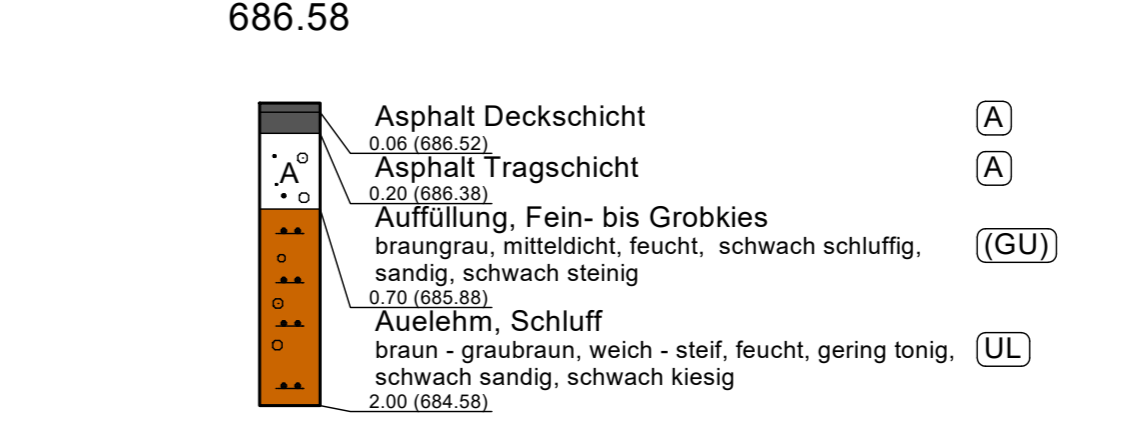 686.58
Asphalt Deckschicht (A)
0.06 (686.52)
Asphalt Tragschicht (A)
0.20 (686.38)
A
Auffüllung, Fein- bis Grobkies
braungrau, mitteldicht, feucht, schwach schluffig, (GU)
sandig, schwach steinig
0.70 (685.88)
Auelehm, Schluff
braun - graubraun, weich - steif, feucht, gering tonig, UL
schwach sandig, schwach kiesig
2.00 (684.58)